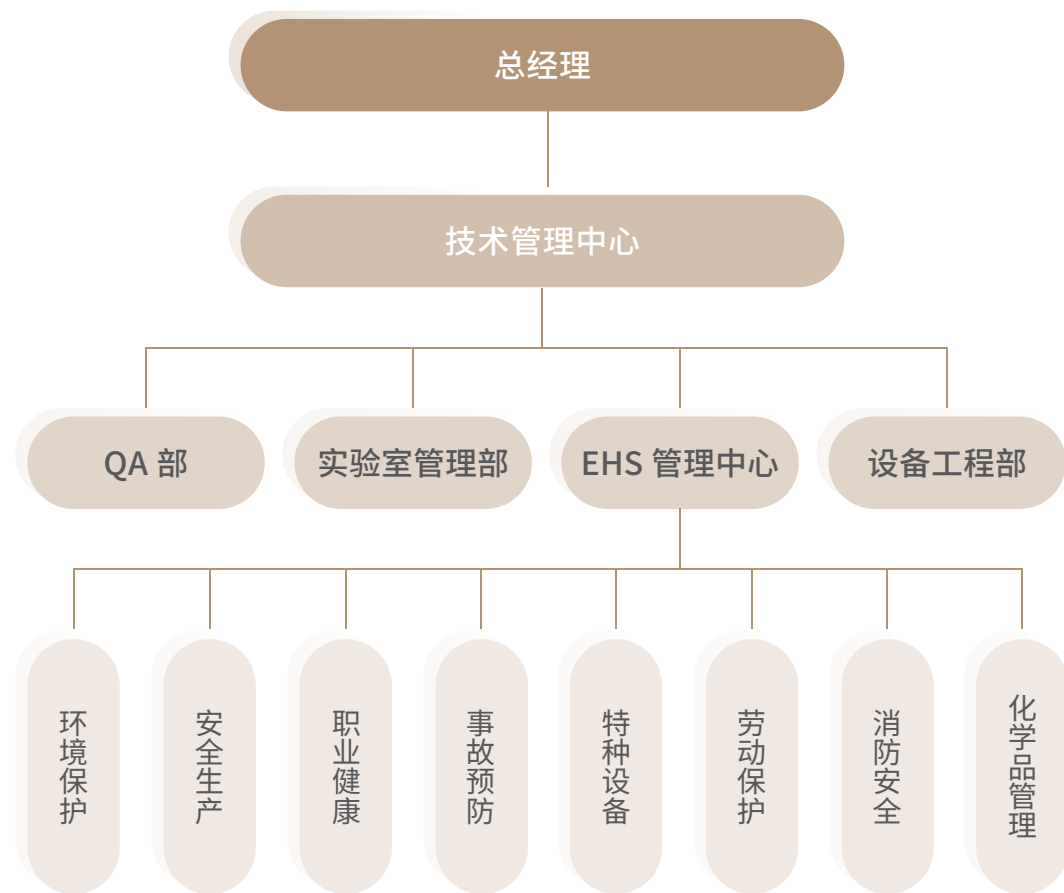 总经理
技术管理中心
QA 部
实验室管理部
EHS 管理中心
设备工程部
环境保护
安全生产
职业健康
事故预防
特种设备
劳动保护
消防安全
化学品管理